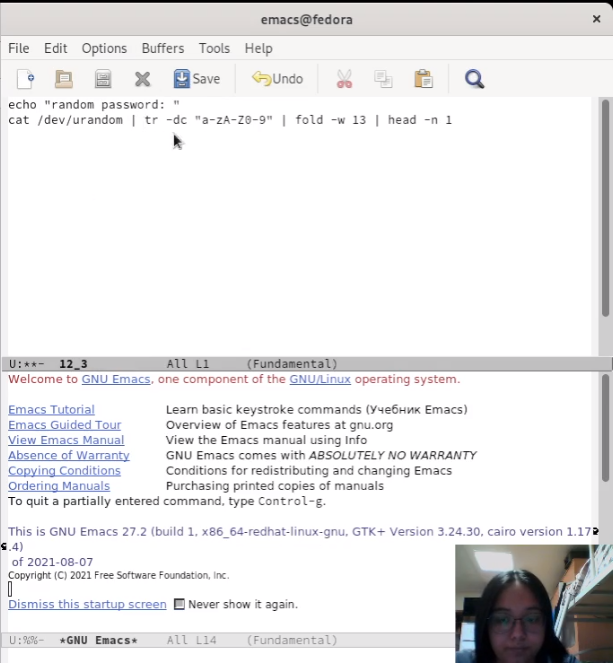 emacs@fedora ×
File Edit Options Buffers Tools Help
Save Undo
echo "random password: "
cat /dev/urandom | tr -dc "a-zA-Z0-9" | fold -w 13 | head -n 1
U:**- 12_3 All L1 (Fundamental)
Welcome to GNU Emacs, one component of the GNU/Linux operating system.
Emacs Tutorial Learn basic keystroke commands (Учебник Emacs)
Emacs Guided Tour Overview of Emacs features at gnu.org
View Emacs Manual View the Emacs manual using Info
Absence of Warranty GNU Emacs comes with ABSOLUTELY NO WARRANTY
Copying Conditions Conditions for redistributing and changing Emacs
Ordering Manuals Purchasing printed copies of manuals
To quit a partially entered command, type Control-g.
This is GNU Emacs 27.2 (build 1, x86_64-redhat-linux-gnu, GTK+ Version 3.24.30, cairo version 1.17
.4)
of 2021-08-07
Copyright (C) 2021 Free Software Foundation, Inc.
Dismiss this startup screen Never show it again.
U:%%- *GNU Emacs* All L14 (Fundamental)